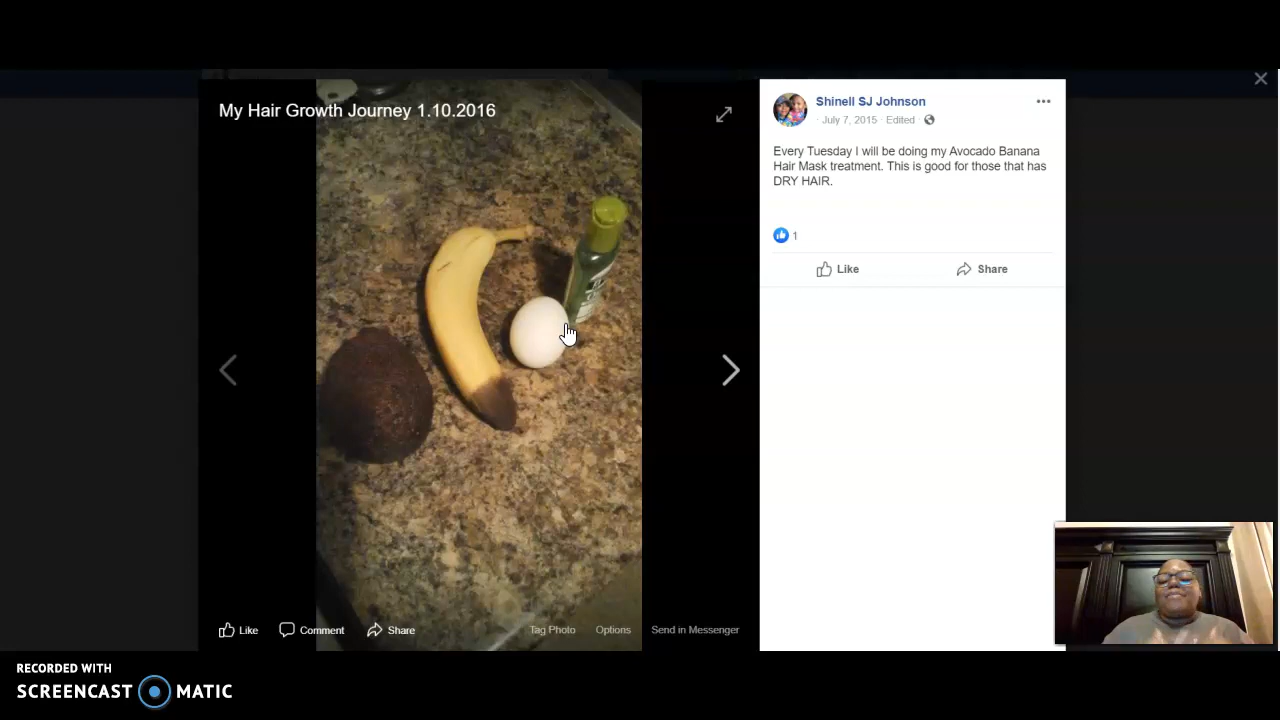 My Hair Growth Journey 1.10.2016
Shinell SJ Johnson
July 7, 2015 · Edited ·
Every Tuesday I will be doing my Avocado Banana
Hair Mask treatment. This is good for those that has
DRY HAIR.
1
Like
Share
Like
Comment
Share
Tag Photo
Options
Send in Messenger
RECORDED WITH
SCREENCAST MATIC